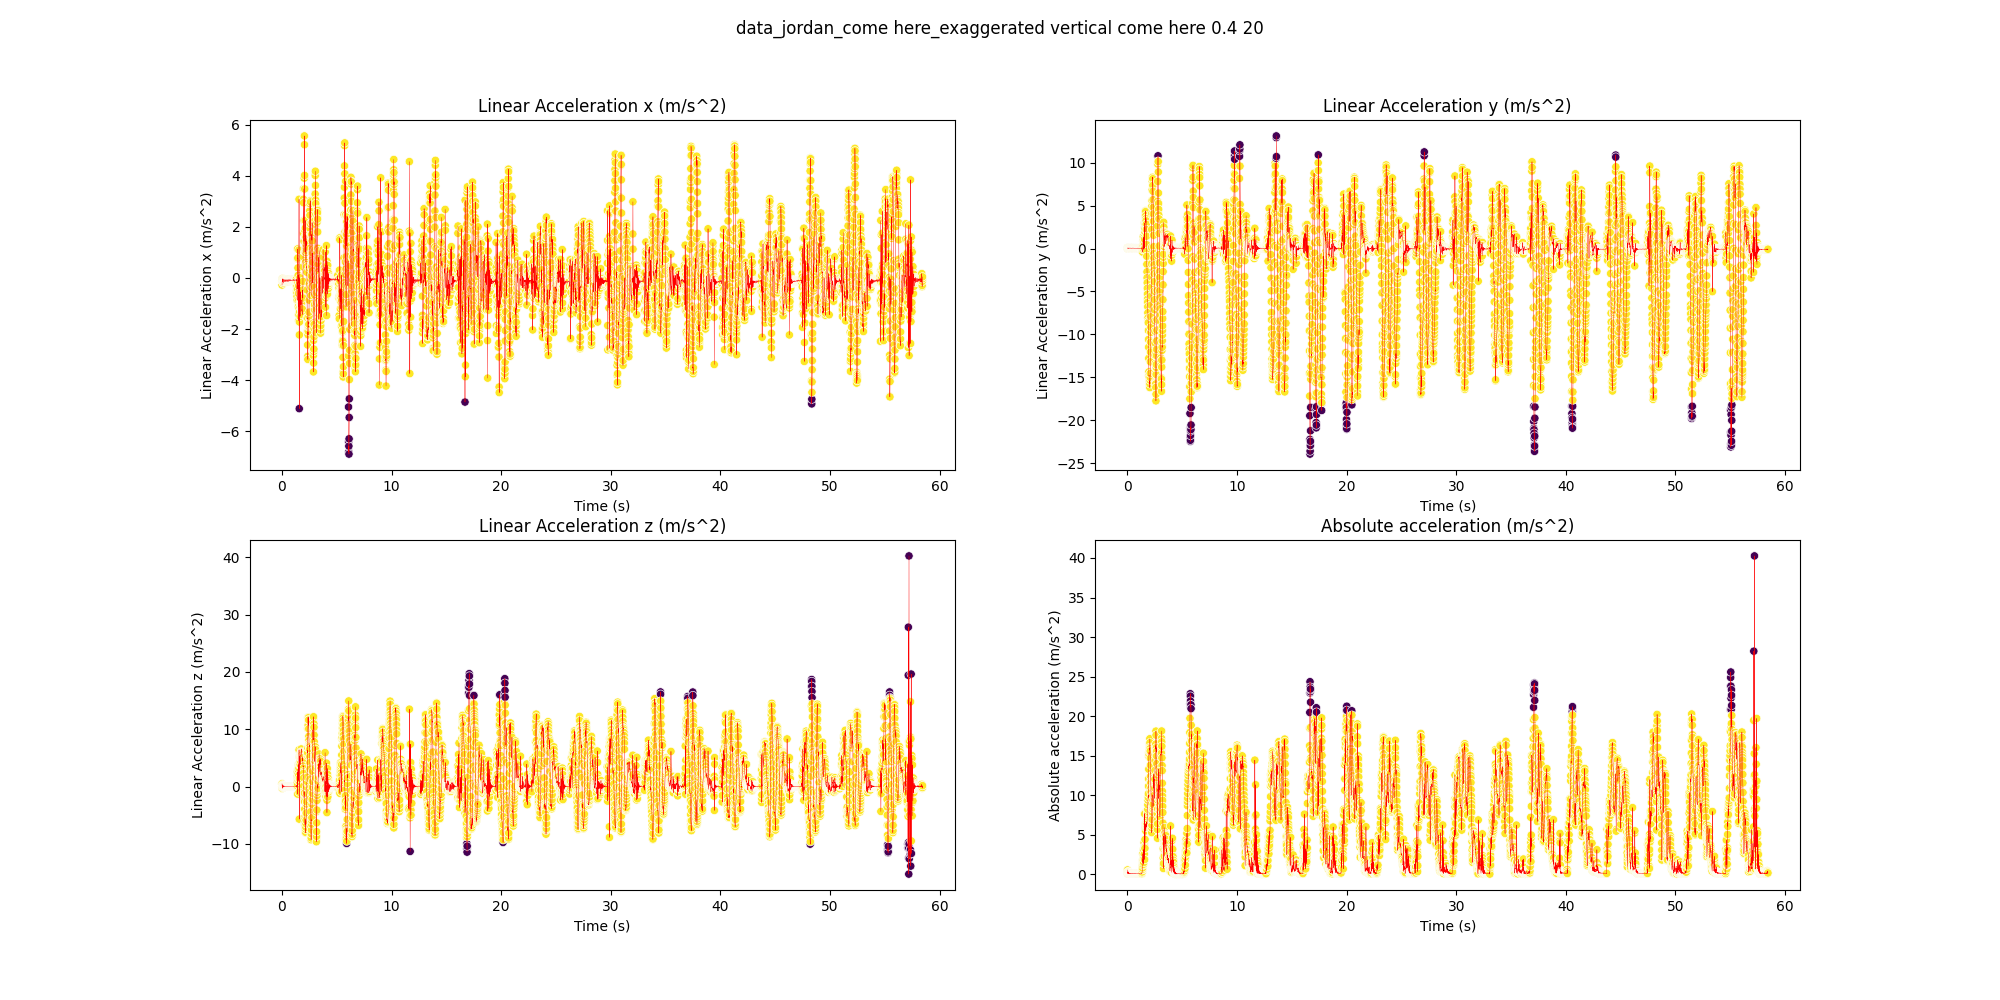 data_jordan_come here_exaggerated vertical come here 0.4 20
Linear Acceleration x (m/s^2)
Linear Acceleration x (m/s^2)
6
4
2
0
−2
−4
−6
0 10 20 30 40 50 60
Time (s)
Linear Acceleration y (m/s^2)
Linear Acceleration y (m/s^2)
10
5
0
−5
−10
−15
−20
−25
0 10 20 30 40 50 60
Time (s)
Linear Acceleration z (m/s^2)
Linear Acceleration z (m/s^2)
40
30
20
10
0
−10
0 10 20 30 40 50 60
Time (s)
Absolute acceleration (m/s^2)
Absolute acceleration (m/s^2)
40
35
30
25
20
15
10
5
0
0 10 20 30 40 50 60
Time (s)